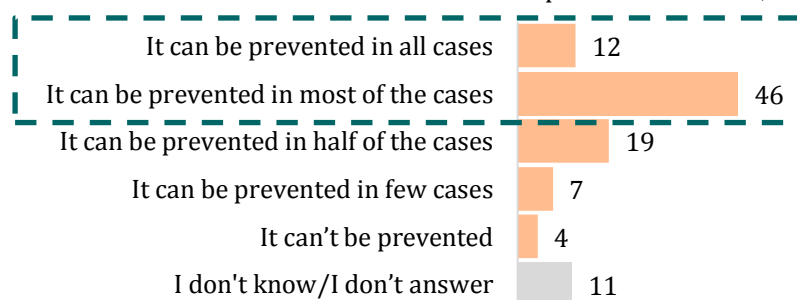 It can be prevented in all cases 12
It can be prevented in most of the cases 46
It can be prevented in half of the cases 19
It can be prevented in few cases 7
It can’t be prevented 4
I don't know/I don’t answer 11